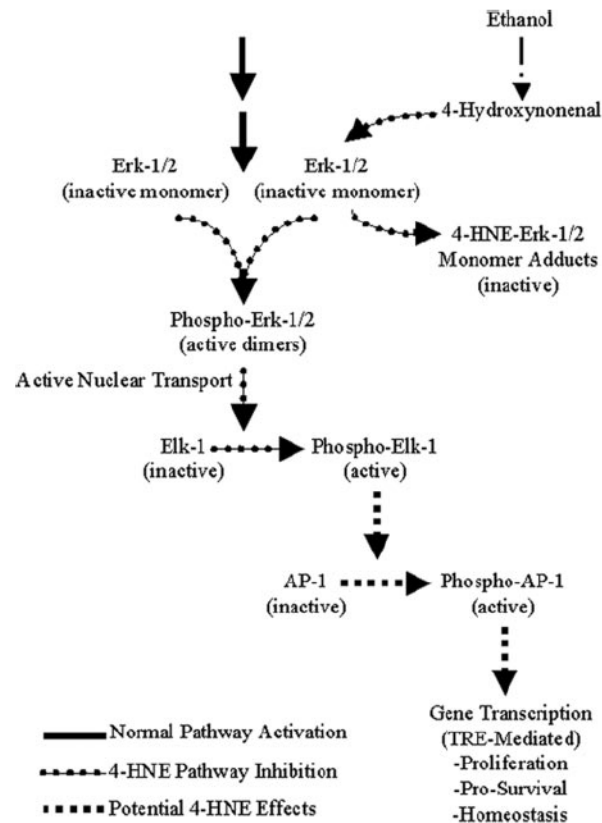 Ethanol
4-Hydroxynonenal
Erk-1/2
(inactive monomer)
Erk-1/2
(inactive monomer)
4-HNE-Erk-1/2
Monomer Adducts
(inactive)
Phospho-Erk-1/2
(active dimers)
Active Nuclear Transport
Elk-1
(inactive)
Phospho-Elk-1
(active)
AP-1
(inactive)
Phospho-AP-1
(active)
Gene Transcription
(TRE-Mediated)
-Proliferation
-Pro-Survival
-Homeostasis
Normal Pathway Activation
4-HNE Pathway Inhibition
Potential 4-HNE Effects